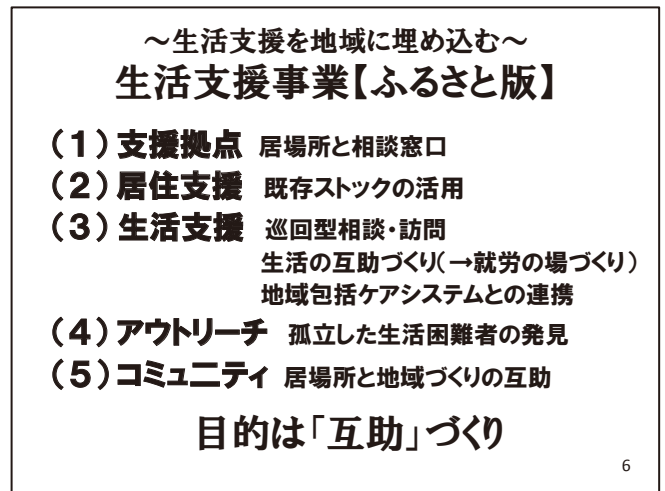 ～生活支援を地域に埋め込む～
生活支援事業【ふるさと版】
（１）支援拠点 居場所と相談窓口
（２）居住支援 既存ストックの活用
（３）生活支援 巡回型相談・訪問
生活の互助づくり（→就労の場づくり）
地域包括ケアシステムとの連携
（４）アウトリーチ 孤立した生活困難者の発見
（５）コミュニティ 居場所と地域づくりの互助
目的は「互助」づくり
6